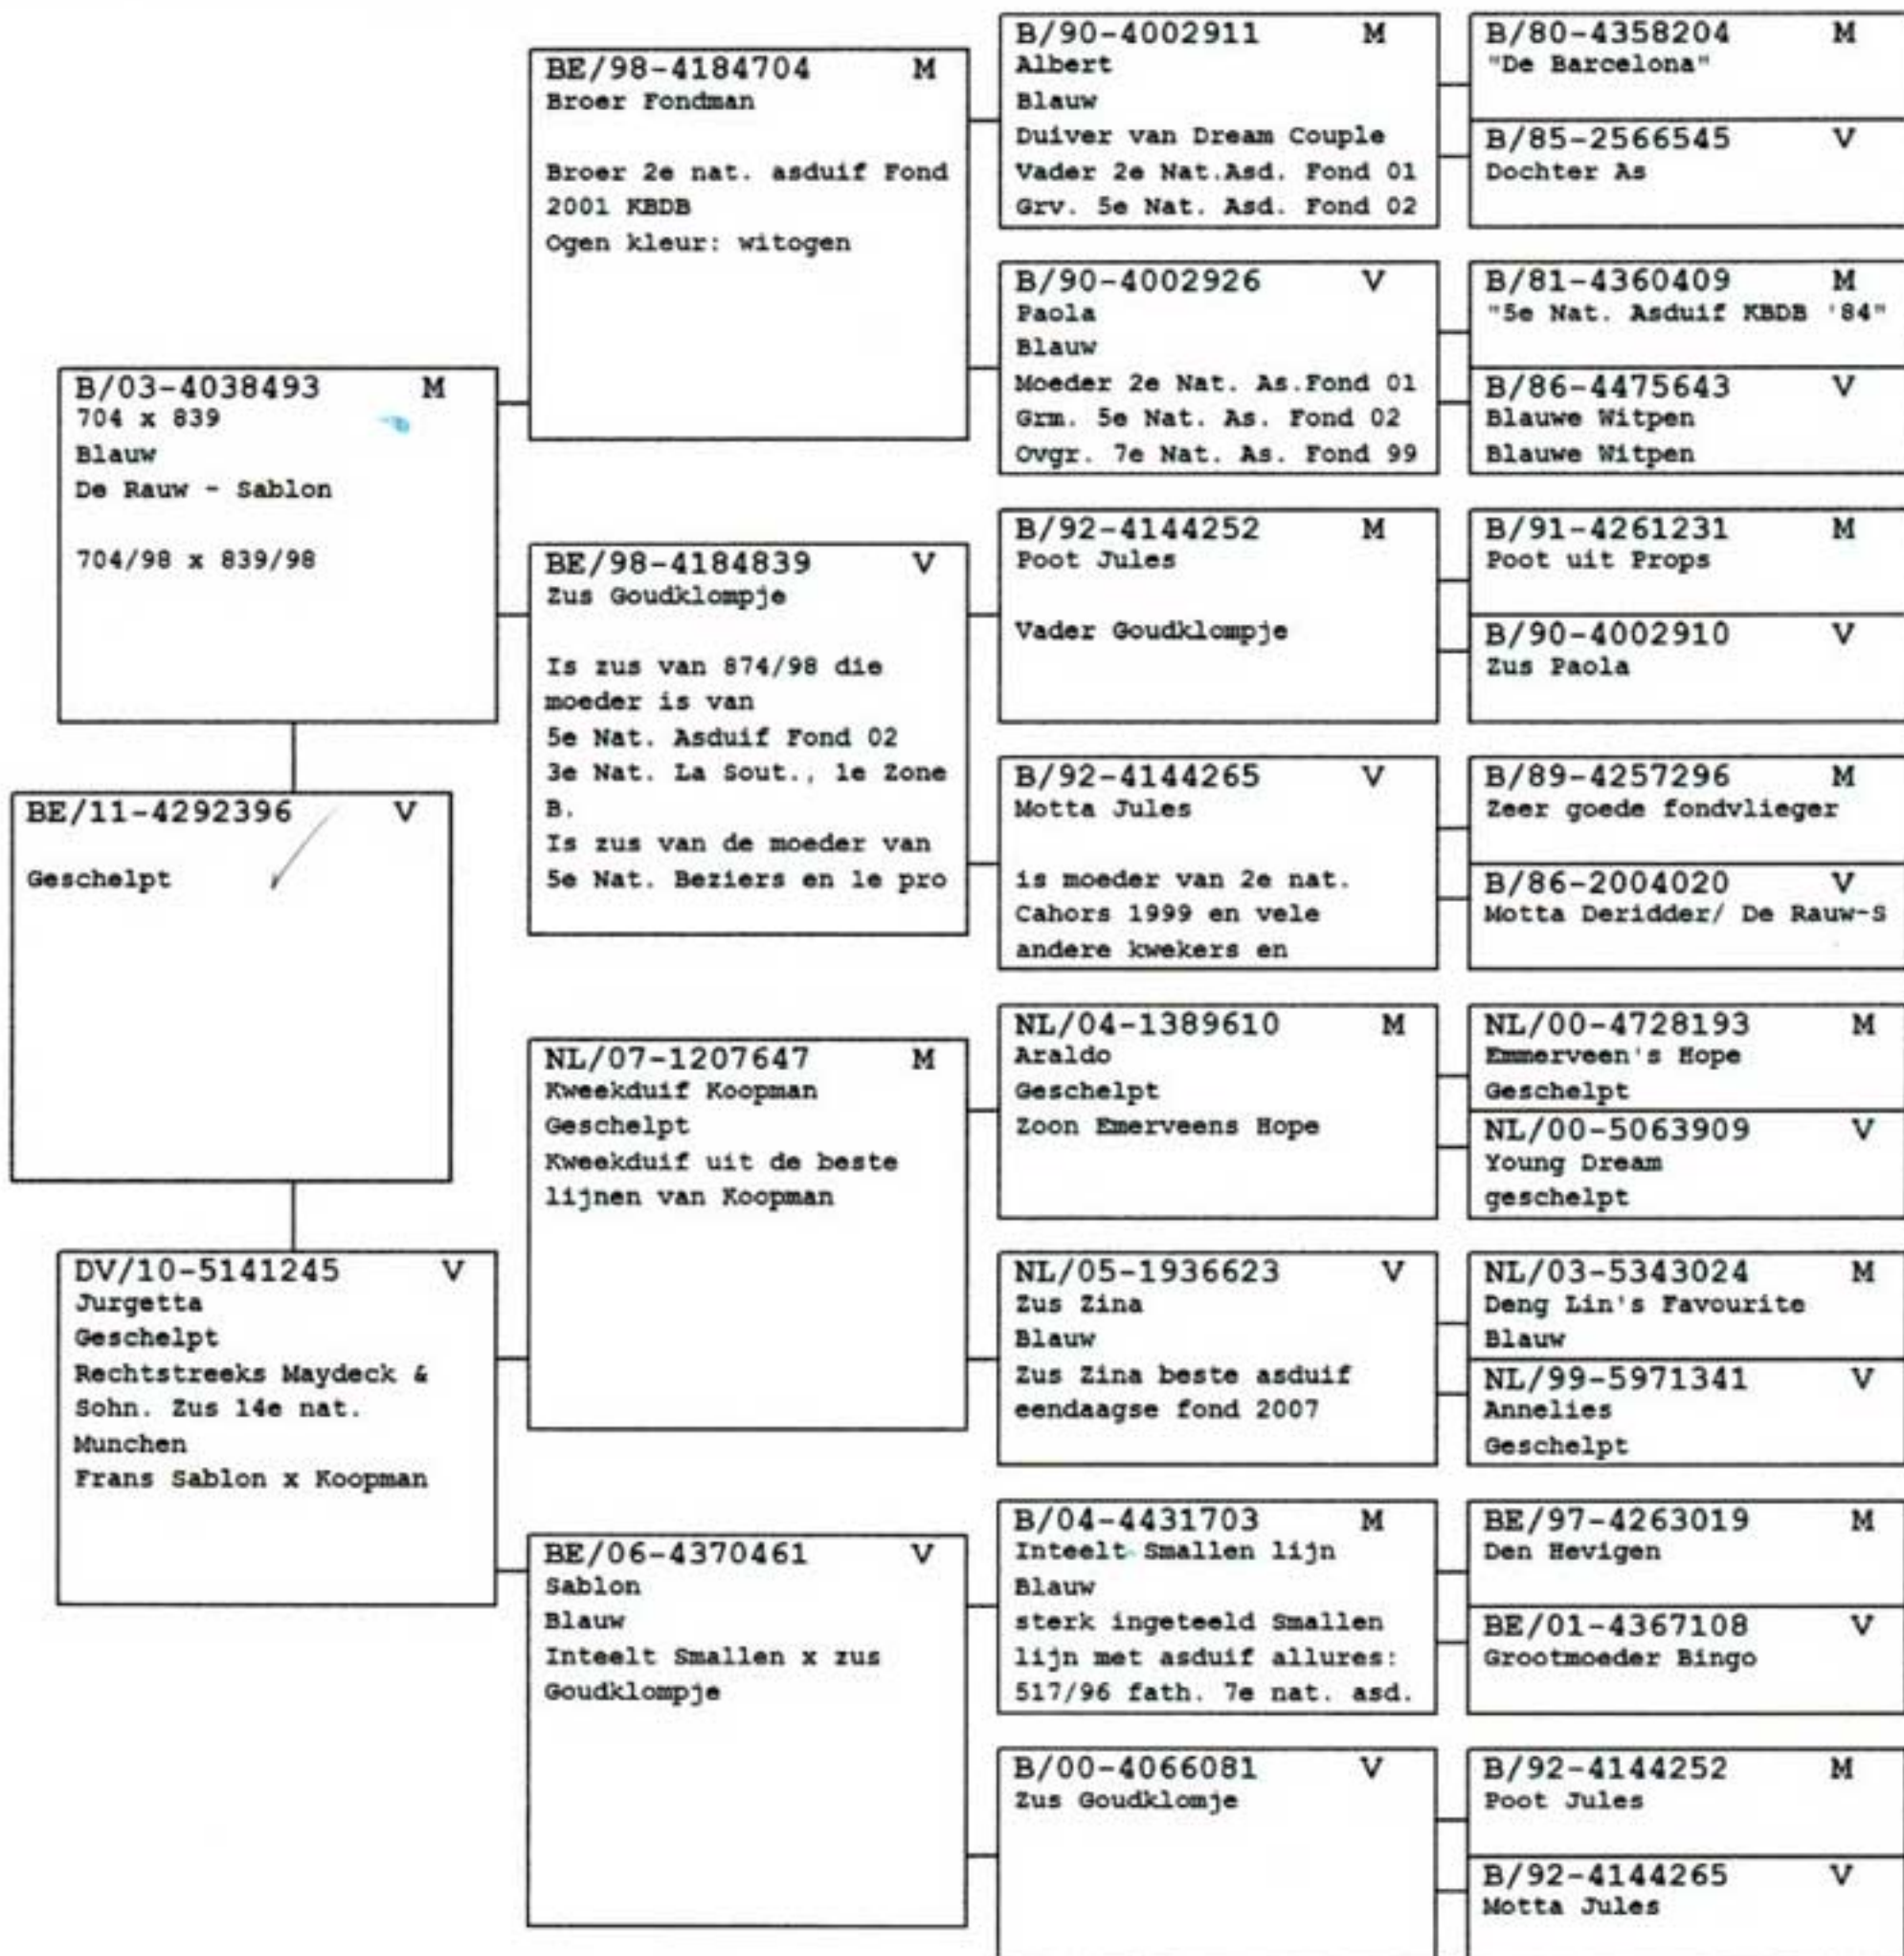 B/03-4038493 M
704 x 839
Blauw
De Rauw - Sablon
704/98 x 839/98
BE/11-4292396 V
Geschelpt
DV/10-5141245 V
Jurgetta
Geschelpt
Rechtstreeks Maydeck &
Sohn. Zus 14e nat.
Munchen
Frans Sablon x Koopman
BE/98-4184704 M
Broer Fondman
Broer 2e nat. asduif Fond
2001 KBDB
Ogen kleur: witogen
BE/98-4184839 V
Zus Goudklompje
Is zus van 874/98 die
moeder is van
5e Nat. Asduif Fond 02
3e Nat. La Sout., 1e Zone
B.
Is zus van de moeder van
5e Nat. Beziers en 1e pro
NL/07-1207647 M
Kweekduif Koopman
Geschelpt
Kweekduif uit de beste
lijnen van Koopman
BE/06-4370461 V
Sablon
Blauw
Inteelt Smallen x zus
Goudklompje
B/90-4002911 M
Albert
Blauw
Duiver van Dream Couple
Vader 2e Nat.Asd. Fond 01
Grv. 5e Nat. Asd. Fond 02
B/90-4002926 V
Paola
Blauw
Moeder 2e Nat. As.Fond 01
Grm. 5e Nat. As. Fond 02
Ovgr. 7e Nat. As. Fond 99
B/92-4144252 M
Poot Jules
Vader Goudklompje
B/92-4144265 V
Motta Jules
is moeder van 2e nat.
Cahors 1999 en vele
andere kwekers en
NL/04-1389610 M
Araldo
Geschelpt
Zoon Emerveens Hope
NL/05-1936623 V
Zus Zina
Blauw
Zus Zina beste asduif
eendaagse fond 2007
B/04-4431703 M
Inteelt Smallen lijn
Blauw
sterk ingeteeld Smallen
lijn met asduif allures:
517/96 fath. 7e nat. asd.
B/00-4066081 V
Zus Goudklomje
B/80-4358204 M
"De Barcelona"
B/85-2566545 V
Dochter As
B/81-4360409 M
"5e Nat. Asduif KBDB '84"
B/86-4475643 V
Blauwe Witpen
Blauwe Witpen
B/91-4261231 M
Poot uit Props
B/90-4002910 V
Zus Paola
B/89-4257296 M
Zeer goede fondvlieger
B/86-2004020 V
Motta Deridder/ De Rauw-S
NL/00-4728193 M
Emmerveen's Hope
Geschelpt
NL/00-5063909 V
Young Dream
geschelpt
NL/03-5343024 M
Deng Lin's Favourite
Blauw
NL/99-5971341 V
Annelies
Geschelpt
BE/97-4263019 M
Den Hevigen
BE/01-4367108 V
Grootmoeder Bingo
B/92-4144252 M
Poot Jules
B/92-4144265 V
Motta Jules